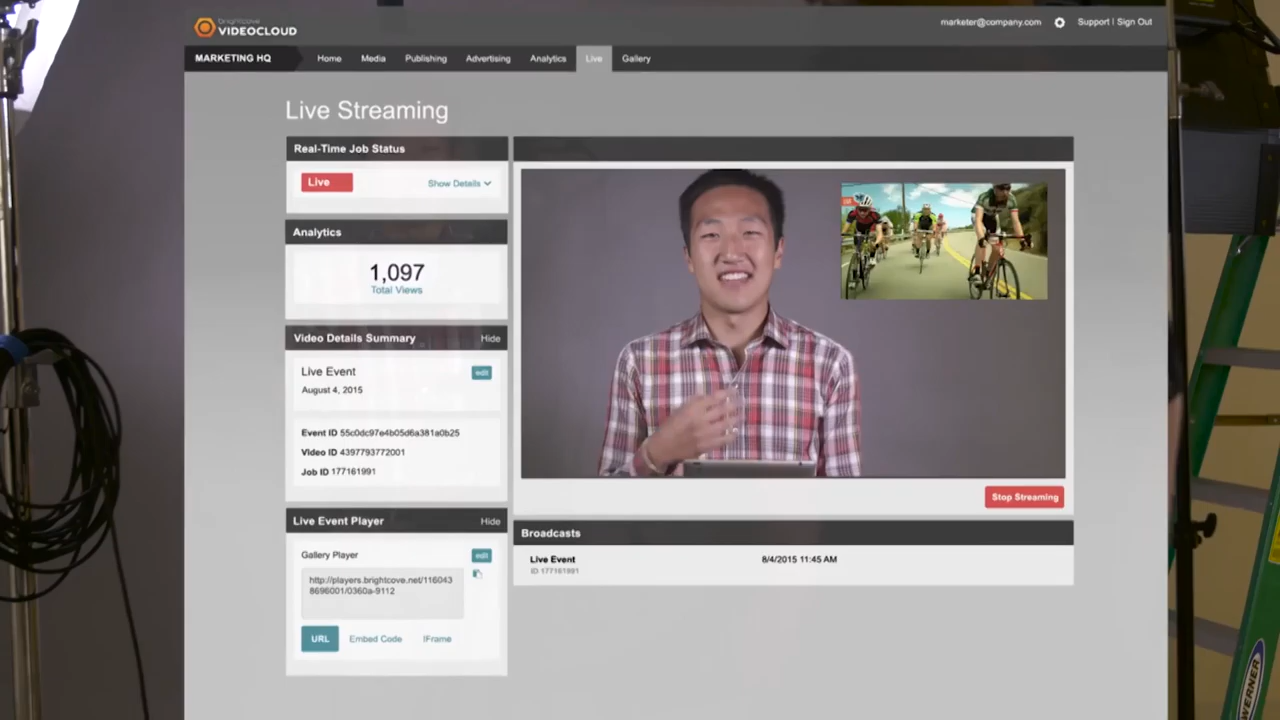 brightcove
VIDEOCLOUD
marketer@company.com
Support | Sign Out
MARKETING HQ
Home
Media
Publishing
Advertising
Analytics
Live
Gallery
Live Streaming
Real-Time Job Status
Live
Show Details
Analytics
1,097
Total Views
Video Details Summary
Hide
Live Event
edit
August 4, 2015
Event ID 55c0dc97e4b05d6a381a0b25
Video ID 4397793772001
Job ID 177161991
Live Event Player
Hide
Gallery Player
edit
http://players.brightcove.net/116043
8696001/0360a-9112
URL
Embed Code
IFrame
LIVE
Stop Streaming
Broadcasts
Live Event
8/4/2015 11:45 AM
ID 177161991
WERNER